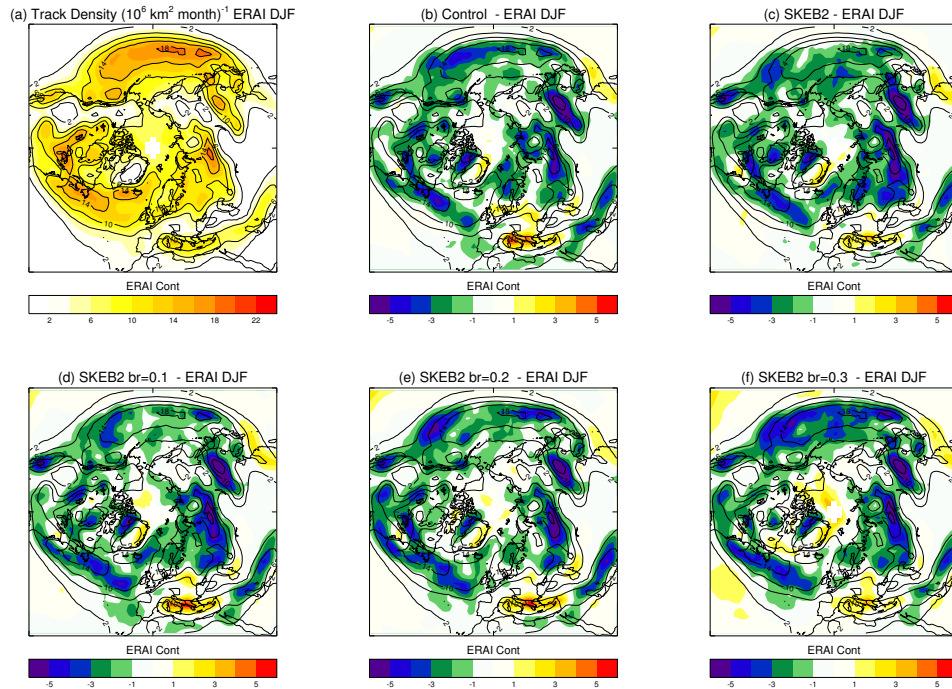 (a) Track Density (10⁶ km² month)⁻¹ ERAI DJF
(b) Control - ERAI DJF
(c) SKEB2 - ERAI DJF
ERAI Cont
ERAI Cont
ERAI Cont
2 6 10 14 18 22
-5 -3 -1 1 3 5
-5 -3 -1 1 3 5
(d) SKEB2 br=0.1 - ERAI DJF
(e) SKEB2 br=0.2 - ERAI DJF
(f) SKEB2 br=0.3 - ERAI DJF
ERAI Cont
ERAI Cont
ERAI Cont
-5 -3 -1 1 3 5
-5 -3 -1 1 3 5
-5 -3 -1 1 3 5